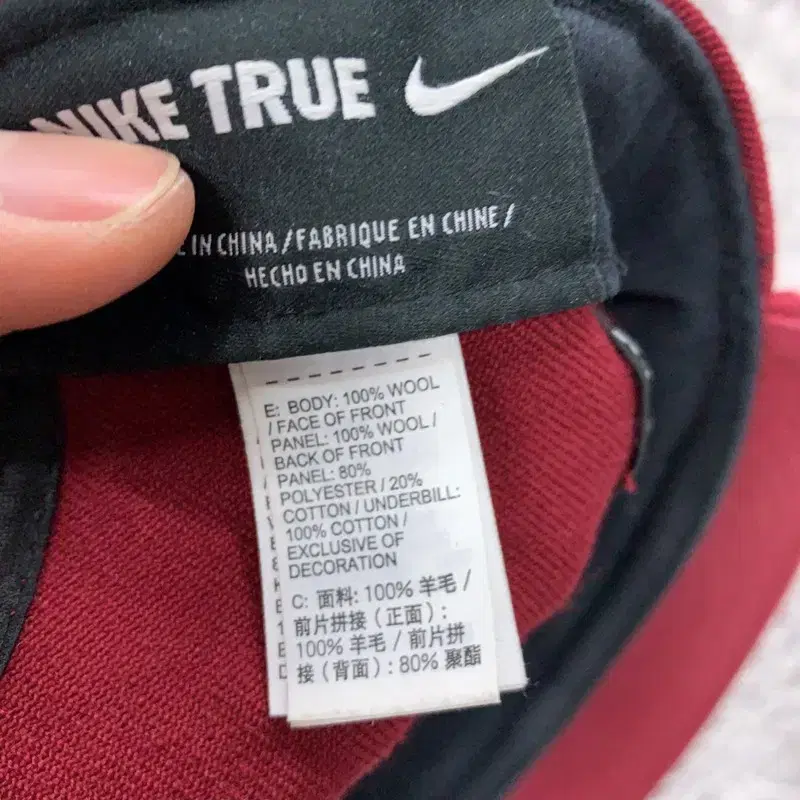 NIKE TRUE
IN CHINA / FABRIQUE EN CHINE /
HECHO EN CHINA
E: BODY: 100% WOOL
/ FACE OF FRONT
PANEL: 100% WOOL /
BACK OF FRONT
PANEL: 80%
POLYESTER / 20%
COTTON / UNDERBILL:
100% COTTON /
EXCLUSIVE OF
DECORATION
C: 面料: 100% 羊毛 /
前片拼接（正面）:
100% 羊毛 / 前片拼
接（背面）: 80% 聚酯